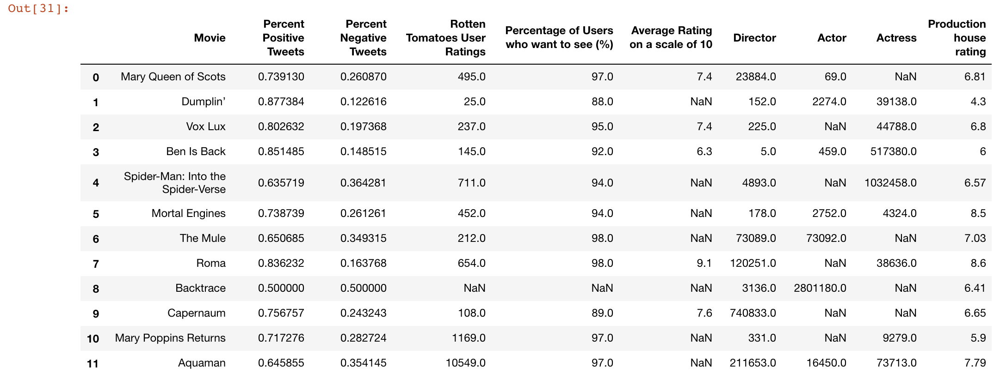 Out[31]:
Movie Percent Positive Tweets Percent Negative Tweets Rotten Tomatoes User Ratings Percentage of Users who want to see (%) Average Rating on a scale of 10 Director Actor Actress Production house rating
0 Mary Queen of Scots 0.739130 0.260870 495.0 97.0 7.4 23884.0 69.0 NaN 6.81
1 Dumplin’ 0.877384 0.122616 25.0 88.0 NaN 152.0 2274.0 39138.0 4.3
2 Vox Lux 0.802632 0.197368 237.0 95.0 7.4 225.0 NaN 44788.0 6.8
3 Ben Is Back 0.851485 0.148515 145.0 92.0 6.3 5.0 459.0 517380.0 6
4 Spider-Man: Into the Spider-Verse 0.635719 0.364281 711.0 94.0 NaN 4893.0 NaN 1032458.0 6.57
5 Mortal Engines 0.738739 0.261261 452.0 94.0 NaN 178.0 2752.0 4324.0 8.5
6 The Mule 0.650685 0.349315 212.0 98.0 NaN 73089.0 73092.0 NaN 7.03
7 Roma 0.836232 0.163768 654.0 98.0 9.1 120251.0 NaN 38636.0 8.6
8 Backtrace 0.500000 0.500000 NaN NaN NaN 3136.0 2801180.0 NaN 6.41
9 Capernaum 0.756757 0.243243 108.0 89.0 7.6 740833.0 NaN NaN 6.65
10 Mary Poppins Returns 0.717276 0.282724 1169.0 97.0 NaN 331.0 NaN 9279.0 5.9
11 Aquaman 0.645855 0.354145 10549.0 97.0 NaN 211653.0 16450.0 73713.0 7.79